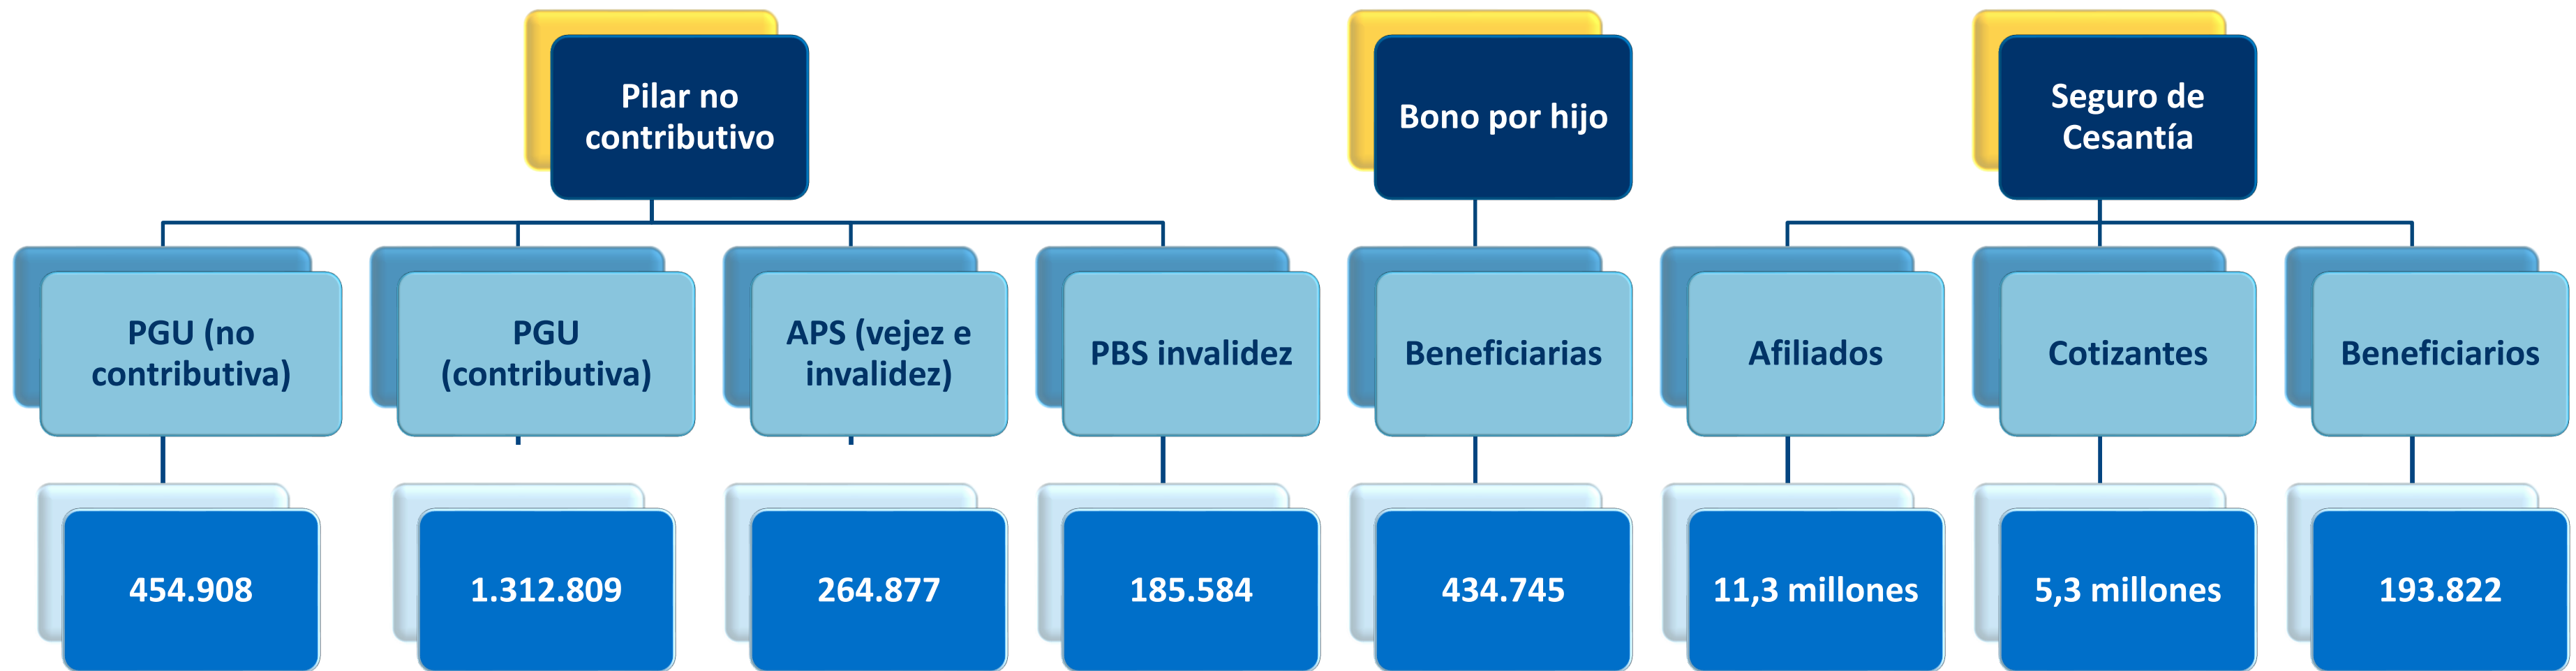 Pilar no
contributivo
Bono por hijo
Seguro de
Cesantía
PGU (no
contributiva)
PGU
(contributiva)
APS (vejez e
invalidez)
PBS invalidez
Beneficiarias
Afiliados
Cotizantes
Beneficiarios
454.908
1.312.809
264.877
185.584
434.745
11,3 millones
5,3 millones
193.822